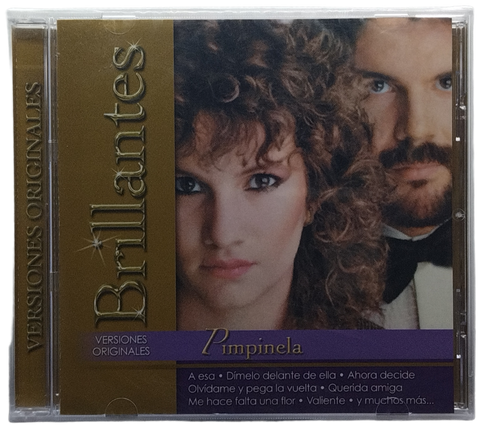 VERSIONES ORIGINALES
Brillantes
VERSIONES
ORIGINALES
Pimpinela
A esa • Dímelo delante de ella • Ahora decide
Olvídame y pega la vuelta • Querida amiga
Me hace falta una flor • Valiente • y muchos más...